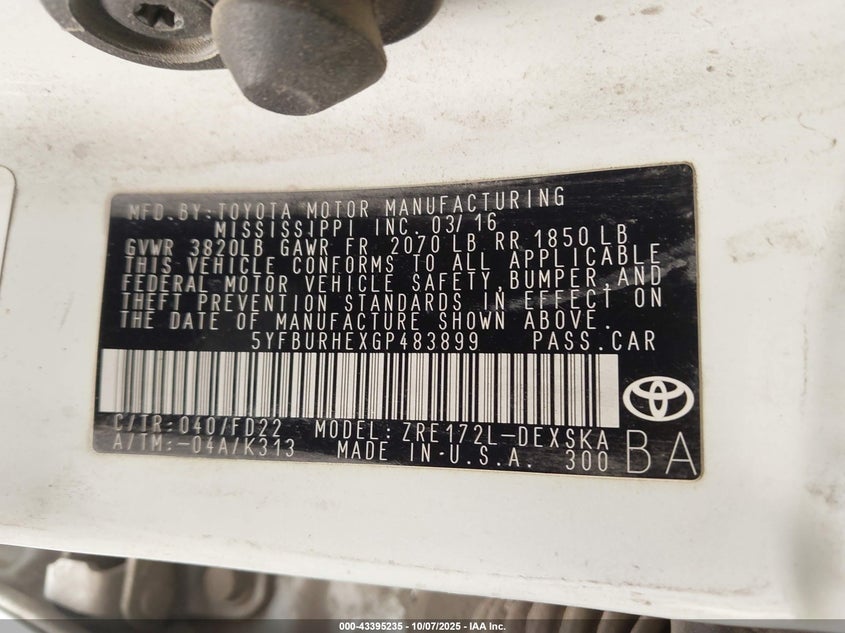 MFD.BY:TOYOTA MOTOR MANUFACTURING
MISSISSIPPI INC. 03/16
GVWR 3820LB GAWR FR 2070 LB RR 1850 LB
THIS VEHICLE CONFORMS TO ALL APPLICABLE
FEDERAL MOTOR VEHICLE SAFETY,BUMPER,AND
THEFT PREVENTION STANDARDS IN EFFECT ON
THE DATE OF MANUFACTURE SHOWN ABOVE.
5YFBURHEXGP483899 PASS.CAR
C/TR:040/FD22 MODEL:ZRE172L-DEXSKA
A/TM:-04A/K313 MADE IN U.S.A. 300 BA
000-43395235 - 10/07/2025 - IAA Inc.